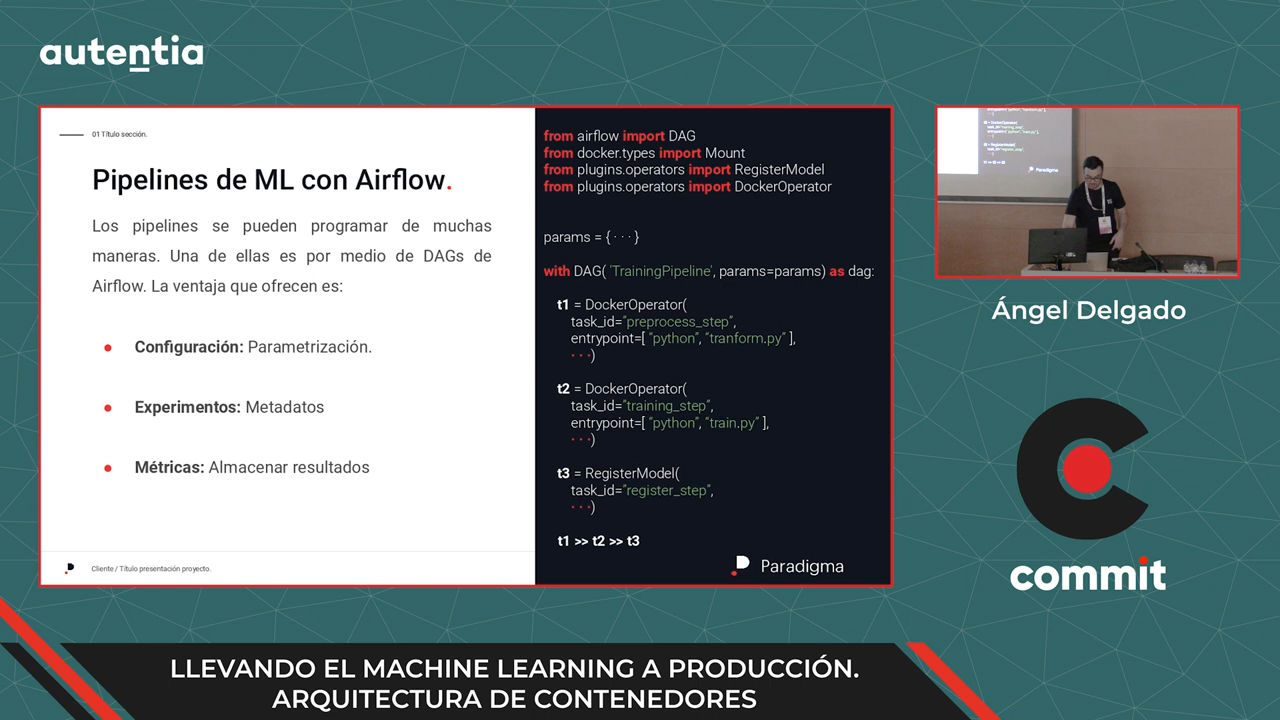 autentia
01 Título sección.
Pipelines de ML con Airflow.
Los pipelines se pueden programar de muchas
maneras. Una de ellas es por medio de DAGs de
Airflow. La ventaja que ofrecen es:
• Configuración: Parametrización.
• Experimentos: Metadatos
• Métricas: Almacenar resultados
Cliente / Título presentación proyecto.
from airflow import DAG
from docker.types import Mount
from plugins.operators import RegisterModel
from plugins.operators import DockerOperator
params = { · · · }
with DAG( 'TrainingPipeline', params=params) as dag:
t1 = DockerOperator(
task_id="preprocess_step",
entrypoint=[ "python", "tranform.py" ],
· · ·)
t2 = DockerOperator(
task_id="training_step",
entrypoint=[ "python", "train.py" ],
· · ·)
t3 = RegisterModel(
task_id="register_step",
· · ·)
t1 >> t2 >> t3
Paradigma
Ángel Delgado
commit
LLEVANDO EL MACHINE LEARNING A PRODUCCIÓN.
ARQUITECTURA DE CONTENEDORES